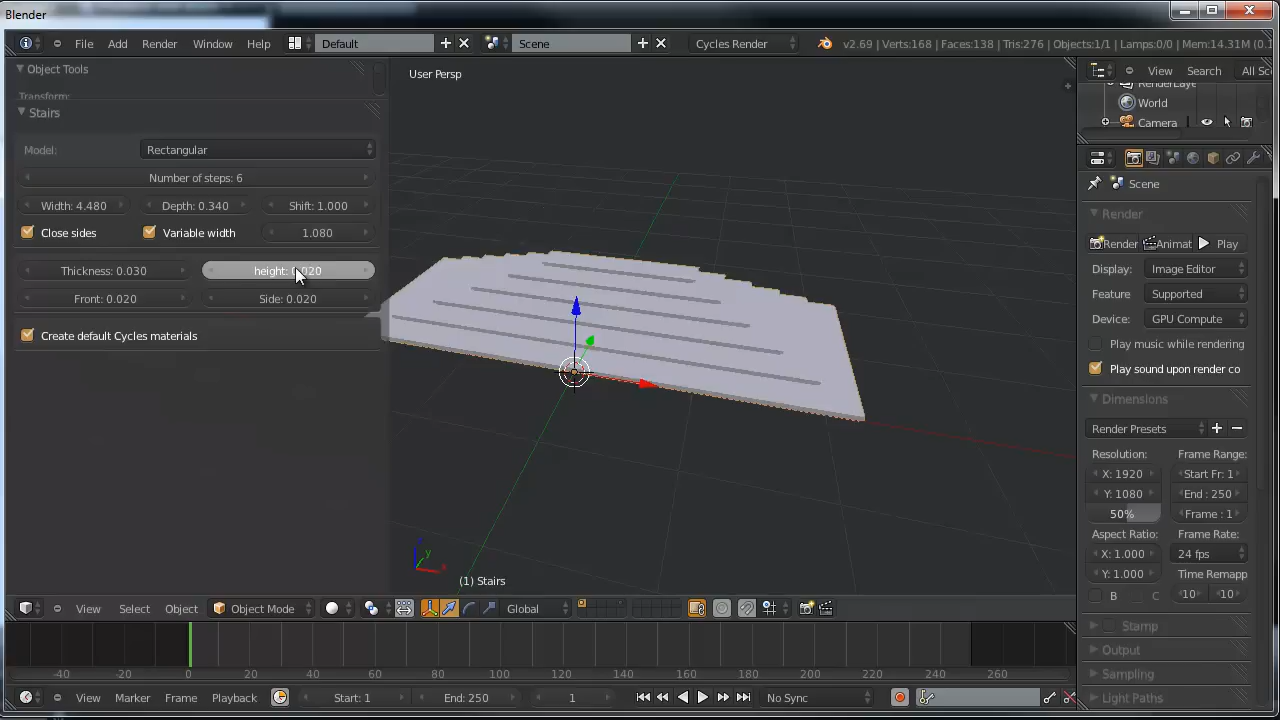 Blender
File Add Render Window Help Default Scene Cycles Render v2.69 | Verts:168 | Faces:138 | Tris:276 | Objects:1/1 | Lamps:0/0 | Mem:14.31M (0.1
Object Tools
Transform:
Stairs
Model: Rectangular
Number of steps: 6
Width: 4.480 Depth: 0.340 Shift: 1.000
Close sides Variable width 1.080
Thickness: 0.030 height: 0.020
Front: 0.020 Side: 0.020
Create default Cycles materials
User Persp
z
y
x
(1) Stairs
View Select Object Object Mode Global
-40 -20 0 20 40 60 80 100 120 140 160 180 200 220 240 260
View Marker Frame Playback Start: 1 End: 250 1 No Sync
View Search All Sc
RenderLaye
World
Camera
Scene
Render
Render Animat Play
Display: Image Editor
Feature Supported
Device: GPU Compute
Play music while rendering
Play sound upon render co
Dimensions
Render Presets
Resolution: Frame Range:
X: 1920 Start Fr: 1
Y: 1080 End : 250
50% Frame : 1
Aspect Ratio: Frame Rate:
X: 1.000 24 fps
Y: 1.000 Time Remapp
B C 10 10
Stamp
Output
Sampling
Light Paths